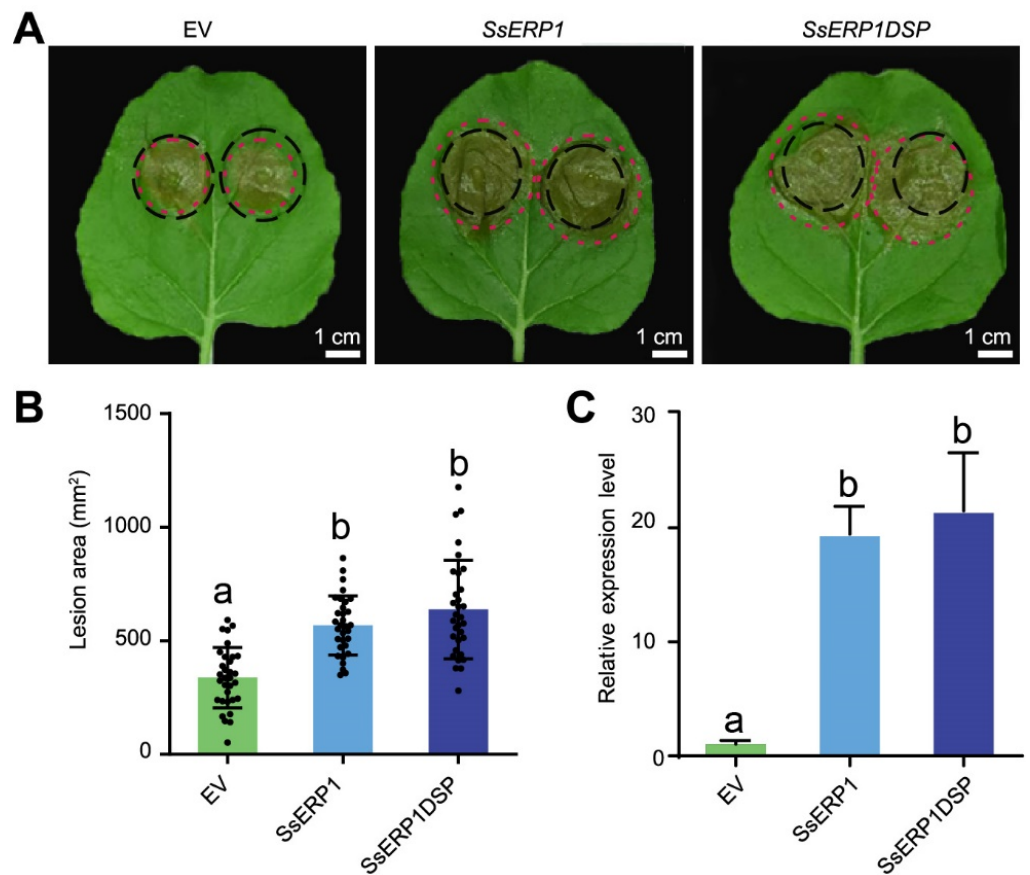 A
EV
SsERP1
SsERP1DSP
1 cm
1 cm
1 cm
B
Lesion area (mm²)
1500
1000
500
0
a
b
b
EV
SsERP1
SsERP1DSP
C
Relative expression level
30
20
10
0
a
b
b
EV
SsERP1
SsERP1DSP